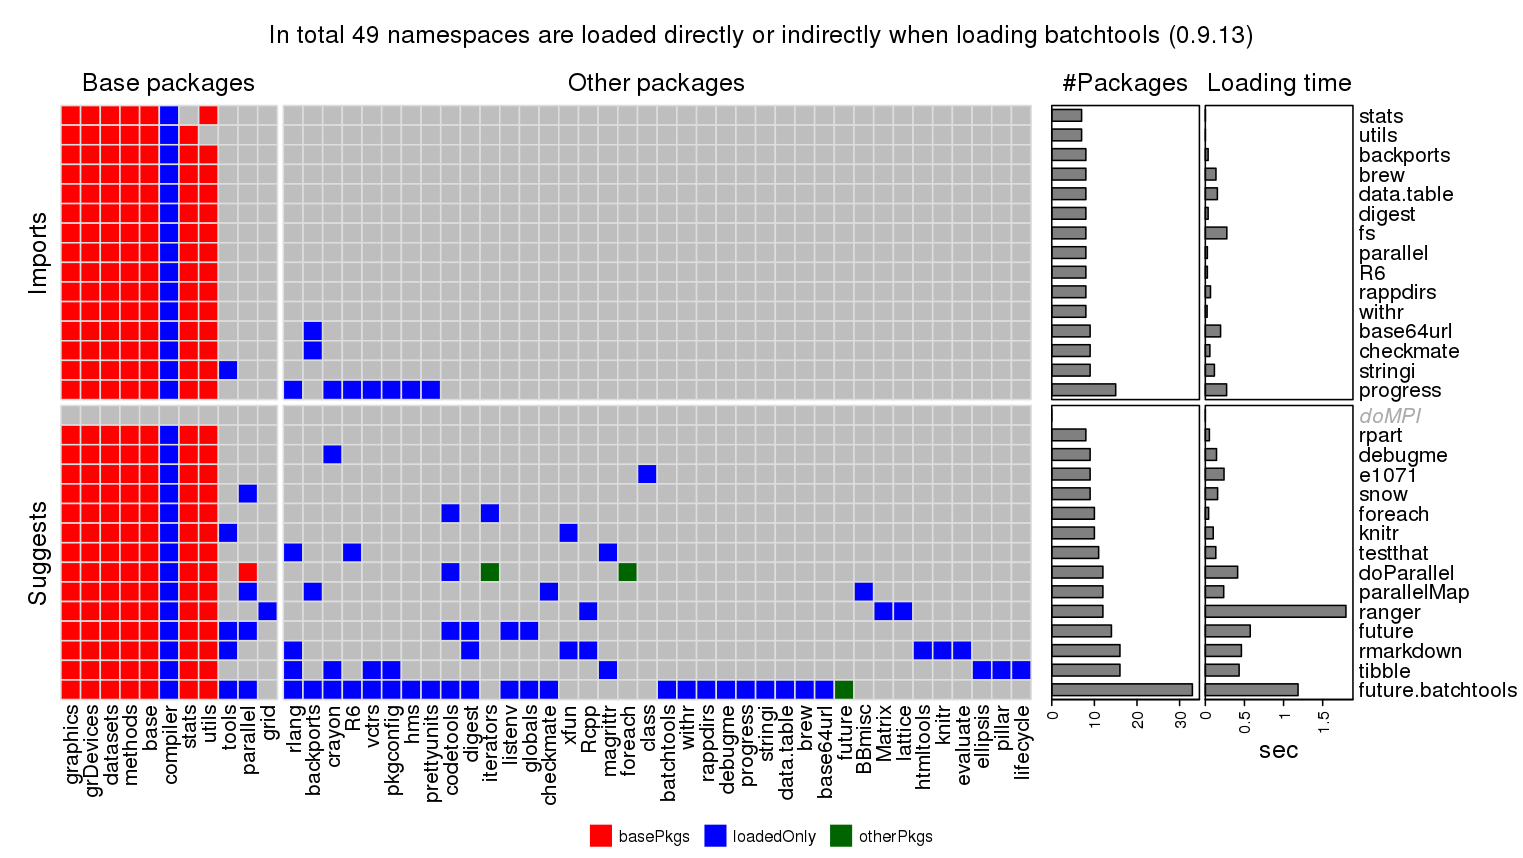 In total 49 namespaces are loaded directly or indirectly when loading batchtools (0.9.13)
Base packages
Other packages
#Packages
Loading time
Imports
stats
utils
backports
brew
data.table
digest
fs
parallel
R6
rappdirs
withr
base64url
checkmate
stringi
progress
Suggests
doMPI
rpart
debugme
e1071
snow
foreach
knitr
testthat
doParallel
parallelMap
ranger
future
rmarkdown
tibble
future.batchtools
graphics
grDevices
datasets
methods
base
compiler
stats
utils
tools
parallel
grid
rlang
backports
crayon
R6
vctrs
pkgconfig
hms
prettyunits
codetools
digest
iterators
listenv
globals
checkmate
xfun
Rcpp
magrittr
foreach
class
batchtools
withr
rappdirs
debugme
progress
stringi
data.table
brew
base64url
future
BBmisc
Matrix
lattice
htmltools
knitr
evaluate
ellipsis
pillar
lifecycle
0
10
20
30
0
0.5
1
1.5
sec
basePkgs
loadedOnly
otherPkgs